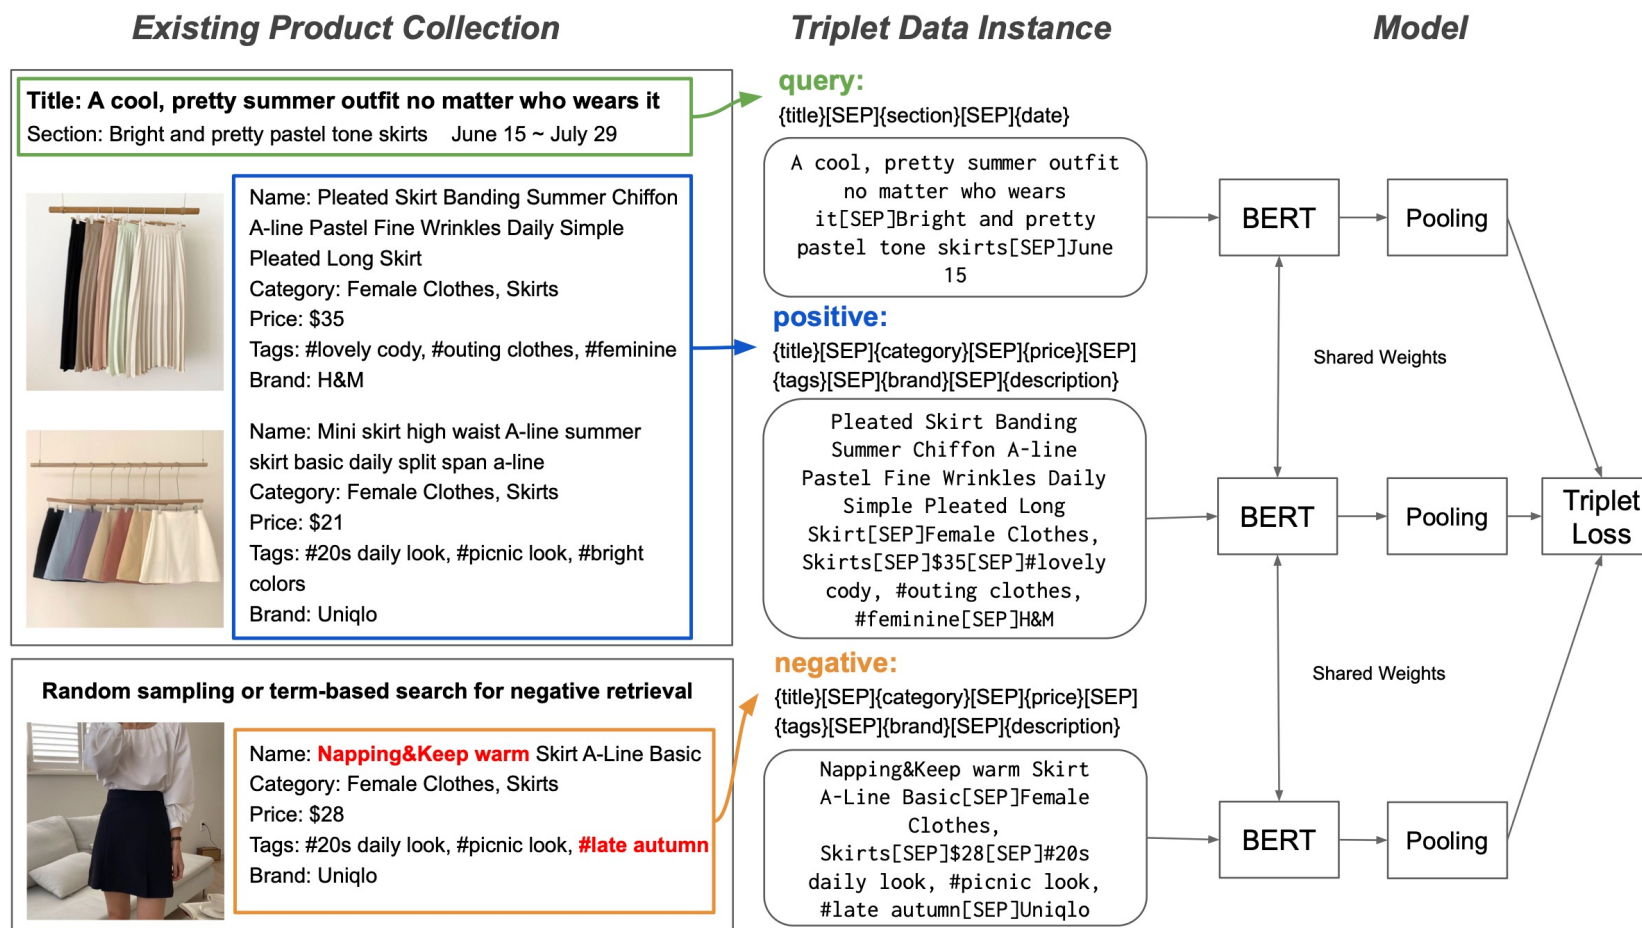 Existing Product Collection
Triplet Data Instance
Model
Title: A cool, pretty summer outfit no matter who wears it
Section: Bright and pretty pastel tone skirts June 15 ~ July 29
Name: Pleated Skirt Banding Summer Chiffon
A-line Pastel Fine Wrinkles Daily Simple
Pleated Long Skirt
Category: Female Clothes, Skirts
Price: $35
Tags: #lovely cody, #outing clothes, #feminine
Brand: H&M
Name: Mini skirt high waist A-line summer
skirt basic daily split span a-line
Category: Female Clothes, Skirts
Price: $21
Tags: #20s daily look, #picnic look, #bright
colors
Brand: Uniqlo
Random sampling or term-based search for negative retrieval
Name: Napping&Keep warm Skirt A-Line Basic
Category: Female Clothes, Skirts
Price: $28
Tags: #20s daily look, #picnic look, #late autumn
Brand: Uniqlo
query:
{title}[SEP]{section}[SEP]{date}
A cool, pretty summer outfit
no matter who wears
it[SEP]Bright and pretty
pastel tone skirts[SEP]June
15
positive:
{title}[SEP]{category}[SEP]{price}[SEP]
{tags}[SEP]{brand}[SEP]{description}
Pleated Skirt Banding
Summer Chiffon A-line
Pastel Fine Wrinkles Daily
Simple Pleated Long
Skirt[SEP]Female Clothes,
Skirts[SEP]$35[SEP]#lovely
cody, #outing clothes,
#feminine[SEP]H&M
negative:
{title}[SEP]{category}[SEP]{price}[SEP]
{tags}[SEP]{brand}[SEP]{description}
Napping&Keep warm Skirt
A-Line Basic[SEP]Female
Clothes,
Skirts[SEP]$28[SEP]#20s
daily look, #picnic look,
#late autumn[SEP]Uniqlo
BERT
Pooling
Shared Weights
BERT
Pooling
Triplet
Loss
Shared Weights
BERT
Pooling